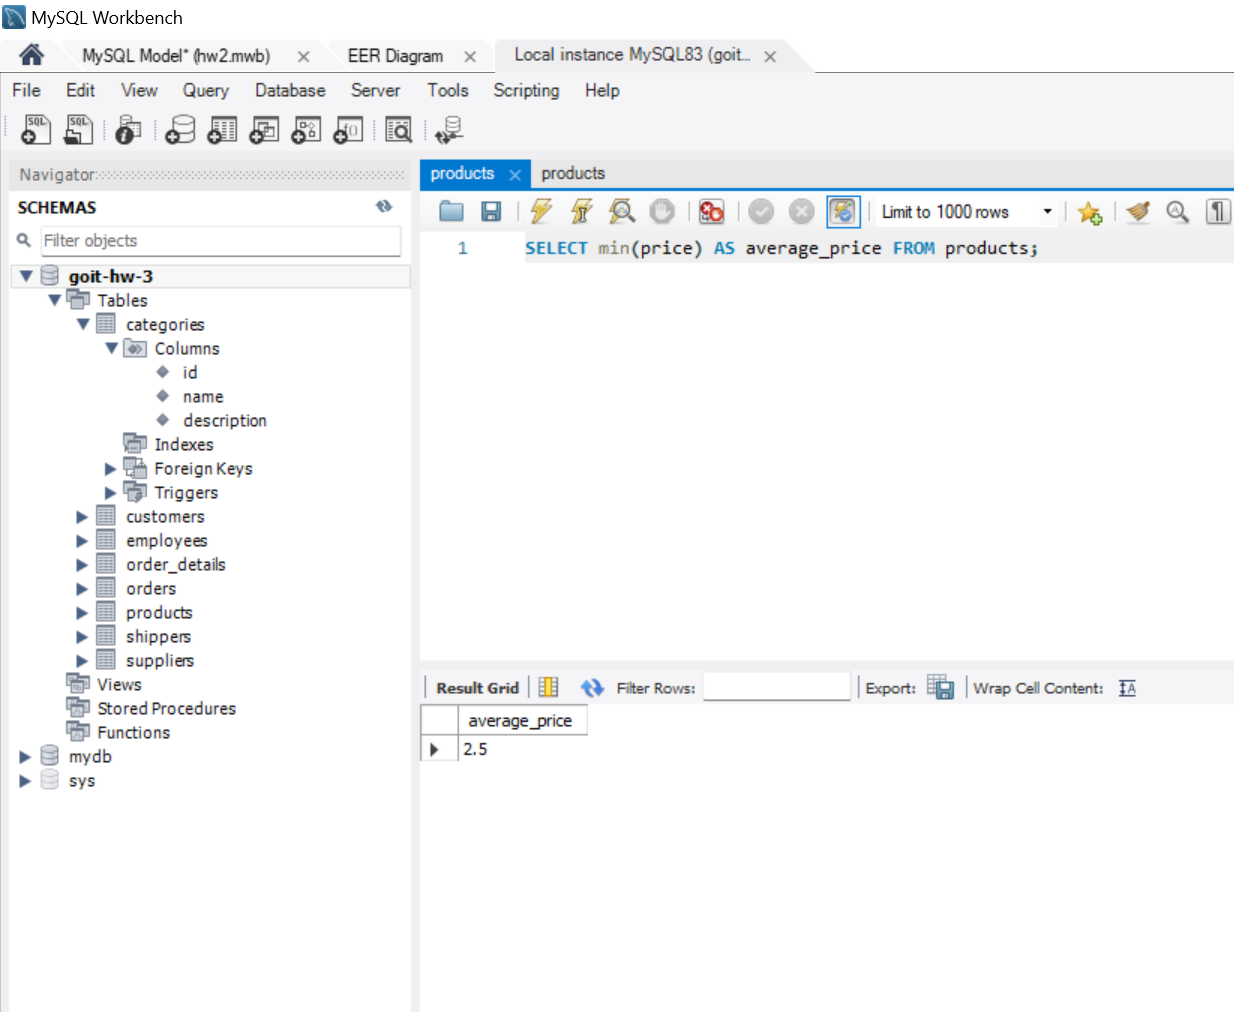 MySQL Workbench
MySQL Model* (hw2.mwb)
EER Diagram
Local instance MySQL83 (goit...
File Edit View Query Database Server Tools Scripting Help
Navigator
SCHEMAS
Filter objects
goit-hw-3
Tables
categories
Columns
id
name
description
Indexes
Foreign Keys
Triggers
customers
employees
order_details
orders
products
shippers
suppliers
Views
Stored Procedures
Functions
mydb
sys
products
products
Limit to 1000 rows
1 SELECT min(price) AS average_price FROM products;
Result Grid Filter Rows: Export: Wrap Cell Content: IA
average_price
2.5